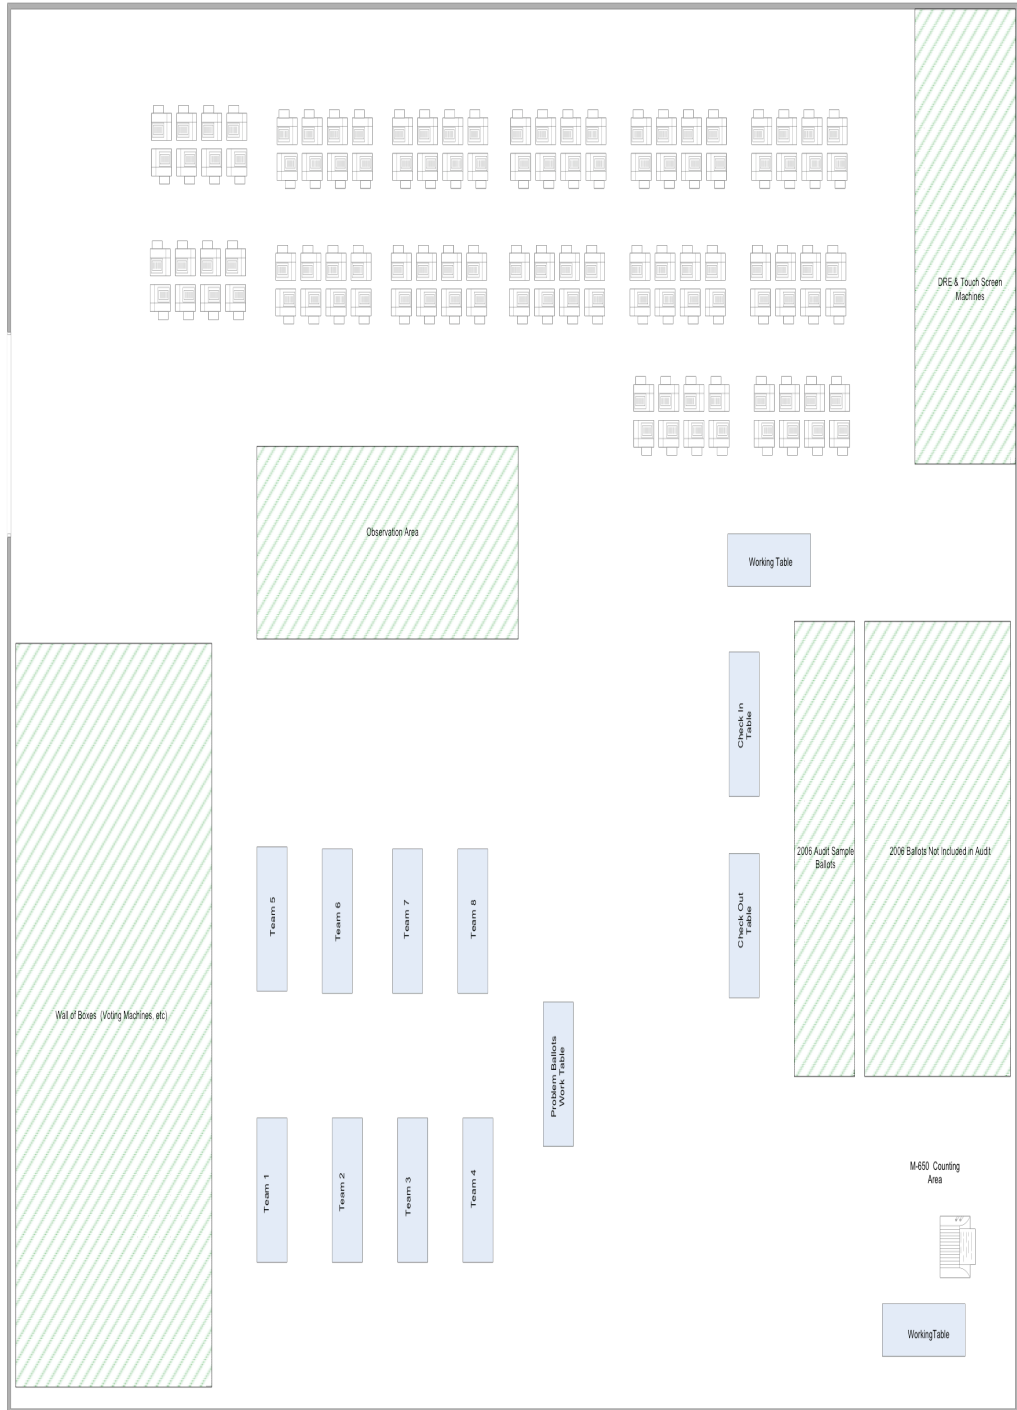 DRE & Touch Screen
Machines
Observation Area
Working Table
Check In
Table
2006 Audit Sample
Ballots
2006 Ballots Not Included in Audit
Team 5
Team 6
Team 7
Team 8
Check Out
Table
Wall of Boxes (Voting Machines, etc)
Problem Ballots
Work Table
Team 1
Team 2
Team 3
Team 4
M-650 Counting
Area
WorkingTable